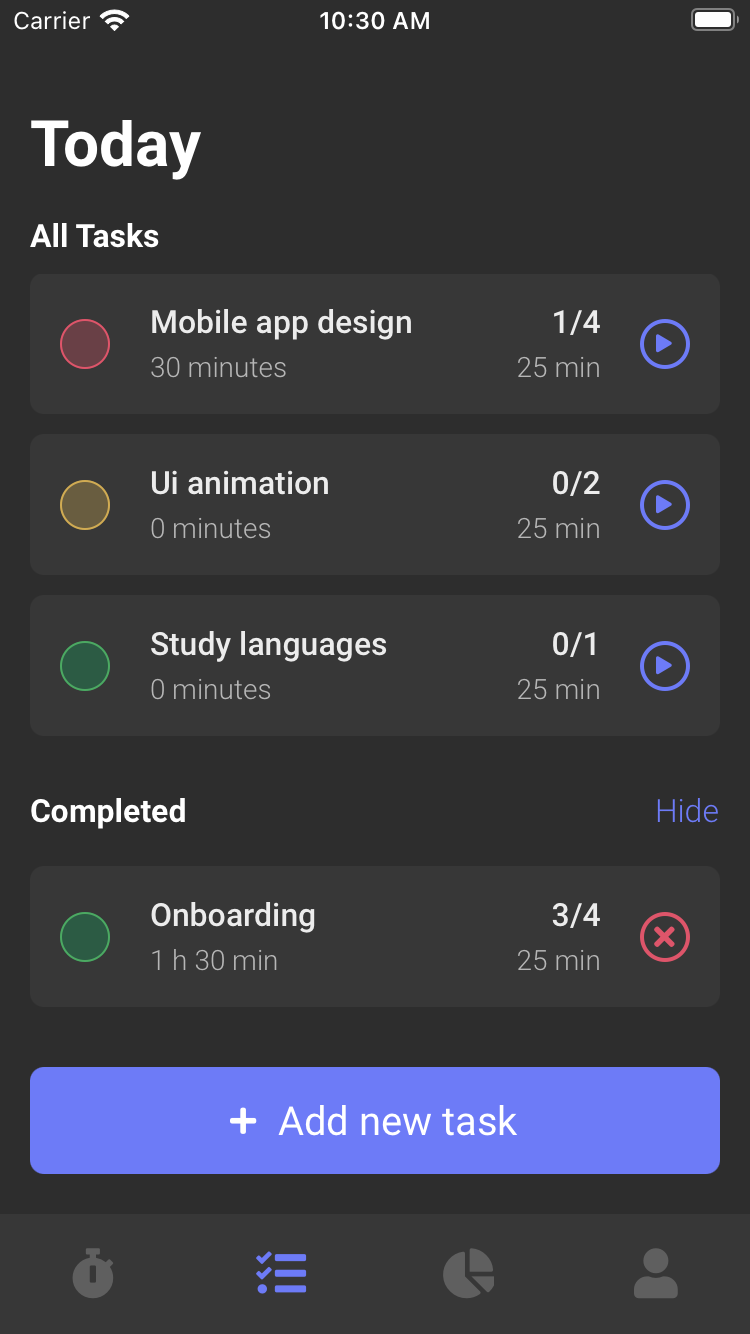 Carrier 10:30 AM
Today
All Tasks
Mobile app design 1/4
30 minutes 25 min
Ui animation 0/2
0 minutes 25 min
Study languages 0/1
0 minutes 25 min
Completed Hide
Onboarding 3/4
1 h 30 min 25 min
+ Add new task